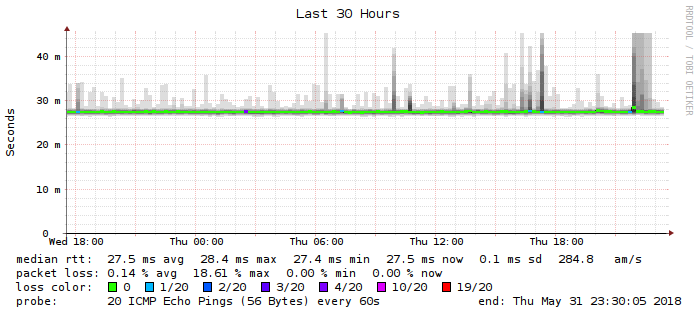 Last 30 Hours
RRDTOOL / TOBI OETIKER
Seconds
40 m
30 m
20 m
10 m
0
Wed 18:00 Thu 00:00 Thu 06:00 Thu 12:00 Thu 18:00
median rtt: 27.5 ms avg 28.4 ms max 27.4 ms min 27.5 ms now 0.1 ms sd 284.8 am/s
packet loss: 0.14 % avg 18.61 % max 0.00 % min 0.00 % now
loss color: 0 1/20 2/20 3/20 4/20 10/20 19/20
probe: 20 ICMP Echo Pings (56 Bytes) every 60s end: Thu May 31 23:30:05 2018